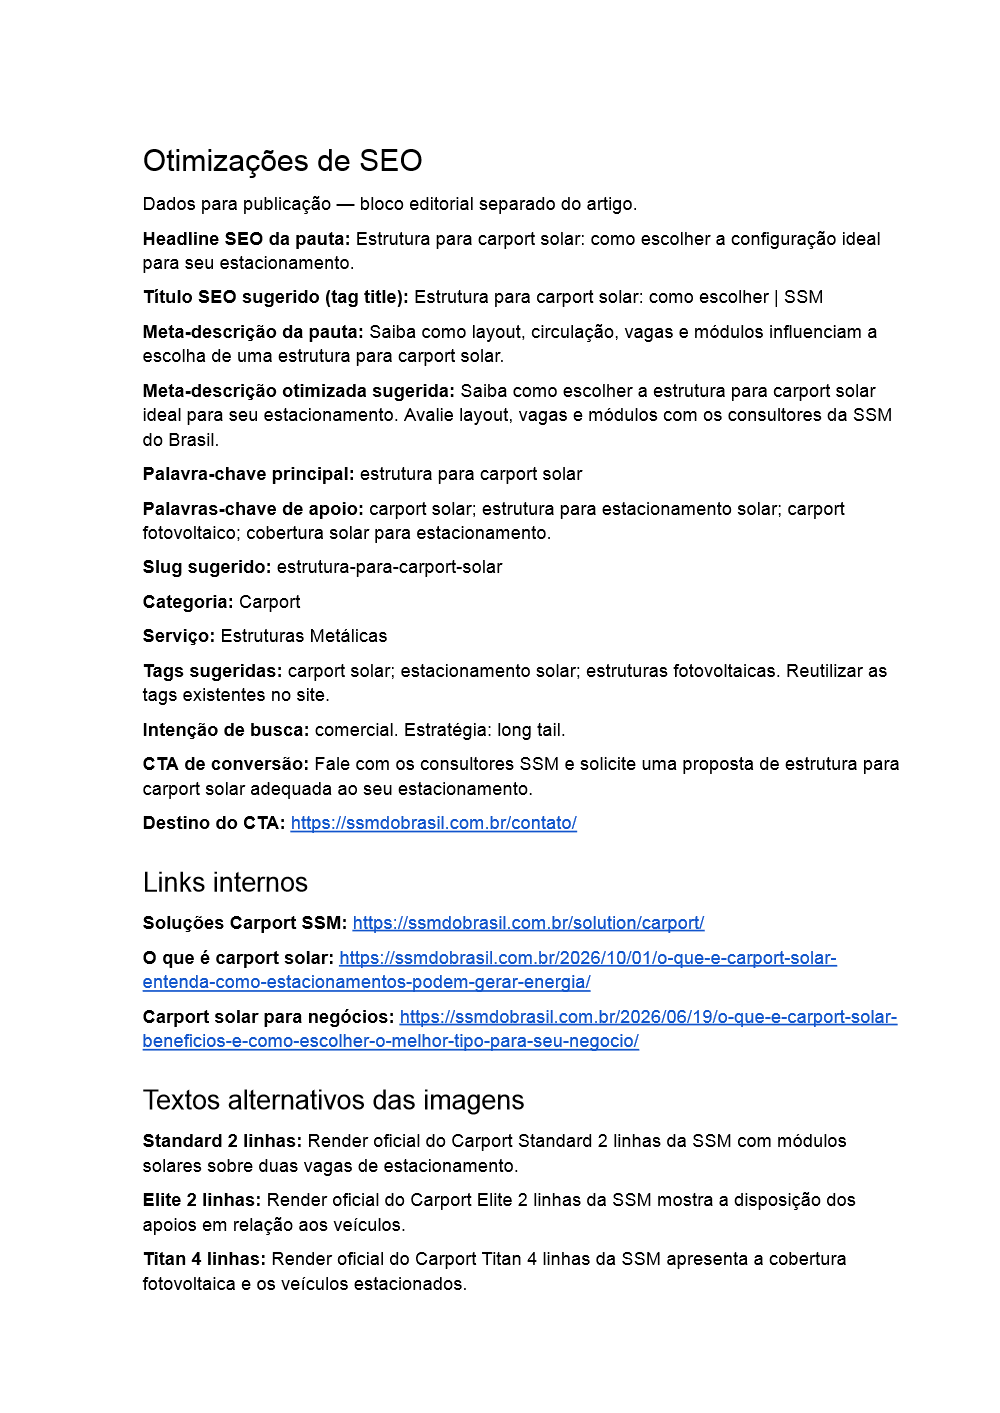 Otimizações de SEO
Dados para publicação — bloco editorial separado do artigo.
Headline SEO da pauta: Estrutura para carport solar: como escolher a configuração ideal
para seu estacionamento.
Título SEO sugerido (tag title): Estrutura para carport solar: como escolher | SSM
Meta-descrição da pauta: Saiba como layout, circulação, vagas e módulos influenciam a
escolha de uma estrutura para carport solar.
Meta-descrição otimizada sugerida: Saiba como escolher a estrutura para carport solar
ideal para seu estacionamento. Avalie layout, vagas e módulos com os consultores da SSM
do Brasil.
Palavra-chave principal: estrutura para carport solar
Palavras-chave de apoio: carport solar; estrutura para estacionamento solar; carport
fotovoltaico; cobertura solar para estacionamento.
Slug sugerido: estrutura-para-carport-solar
Categoria: Carport
Serviço: Estruturas Metálicas
Tags sugeridas: carport solar; estacionamento solar; estruturas fotovoltaicas. Reutilizar as
tags existentes no site.
Intenção de busca: comercial. Estratégia: long tail.
CTA de conversão: Fale com os consultores SSM e solicite uma proposta de estrutura para
carport solar adequada ao seu estacionamento.
Destino do CTA: https://ssmdobrasil.com.br/contato/
Links internos
Soluções Carport SSM: https://ssmdobrasil.com.br/solution/carport/
O que é carport solar: https://ssmdobrasil.com.br/2026/10/01/o-que-e-carport-solar-
entenda-como-estacionamentos-podem-gerar-energia/
Carport solar para negócios: https://ssmdobrasil.com.br/2026/06/19/o-que-e-carport-solar-
beneficios-e-como-escolher-o-melhor-tipo-para-seu-negocio/
Textos alternativos das imagens
Standard 2 linhas: Render oficial do Carport Standard 2 linhas da SSM com módulos
solares sobre duas vagas de estacionamento.
Elite 2 linhas: Render oficial do Carport Elite 2 linhas da SSM mostra a disposição dos
apoios em relação aos veículos.
Titan 4 linhas: Render oficial do Carport Titan 4 linhas da SSM apresenta a cobertura
fotovoltaica e os veículos estacionados.